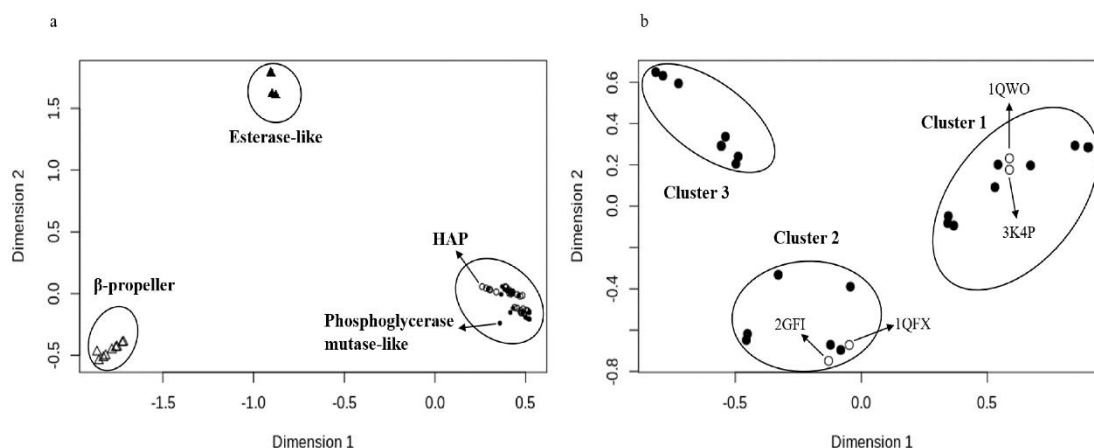 a
Dimension 2
1.5
1.0
0.5
0.0
-0.5
Esterase-like
HAP
β-propeller
Phosphoglycerase
mutase-like
-1.5
-1.0
-0.5
0.0
0.5
Dimension 1
b
Dimension 2
0.6
0.4
0.2
0.0
-0.4
-0.8
1QWO
Cluster 1
Cluster 3
3K4P
Cluster 2
2GFI
1QFX
-0.5
0.0
0.5
Dimension 1